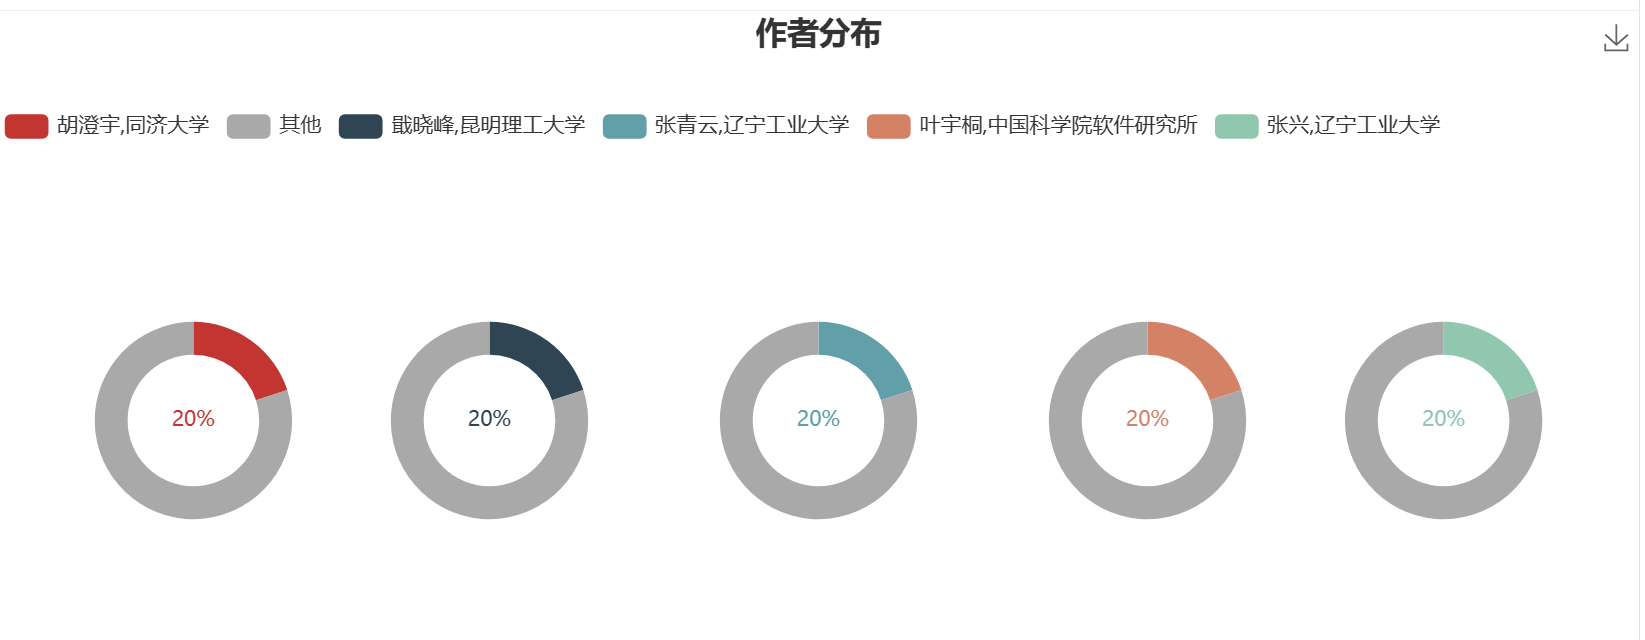 作者分布
胡澄宇,同济大学 其他 戢晓峰,昆明理工大学 张青云,辽宁工业大学 叶宇桐,中国科学院软件研究所 张兴,辽宁工业大学
20% 20% 20% 20% 20%